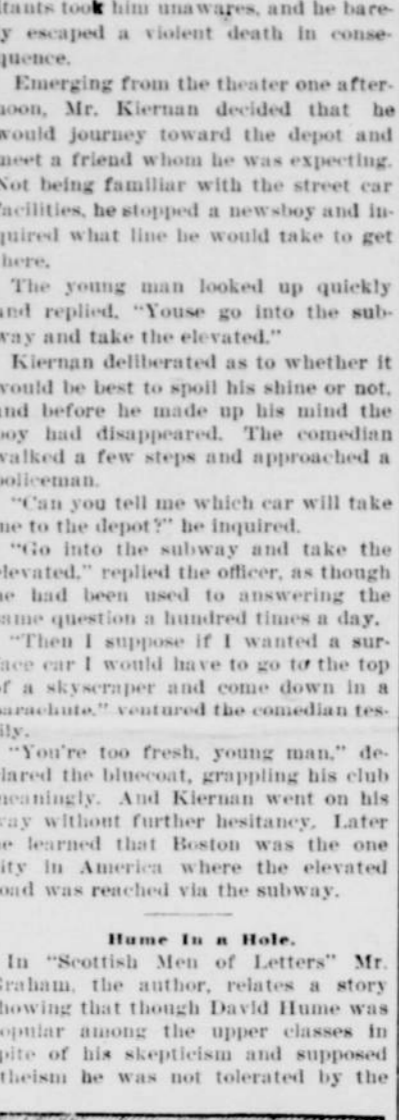 itants took him unawares, and he bare-
y escaped a violent death in conse-
quence.
Emerging from the theater one after-
noon, Mr. Kiernan decided that he
would journey toward the depot and
meet a friend whom he was expecting.
Not being familiar with the street car
facilities, he stopped a newsboy and in-
quired what line he would take to get
there.
The young man looked up quickly
and replied, "Youse go into the sub-
way and take the elevated."
Kiernan deliberated as to whether it
would be best to spoil his shine or not,
and before he made up his mind the
boy had disappeared. The comedian
walked a few steps and approached a
policeman.
"Can you tell me which car will take
me to the depot?" he inquired.
"Go into the subway and take the
elevated," replied the officer, as though
he had been used to answering the
same question a hundred times a day.
"Then I suppose if I wanted a sur-
face car I would have to go to the top
of a skyscraper and come down in a
parachute," ventured the comedian tes-
ily.
"You're too fresh, young man," de-
lared the bluecoat, grappling his club
meaningly. And Kiernan went on his
way without further hesitancy. Later
he learned that Boston was the one
ity in America where the elevated
oad was reached via the subway.
Hume In a Hole.
In "Scottish Men of Letters" Mr.
Graham, the author, relates a story
howing that though David Hume was
opular among the upper classes in
pite of his skepticism and supposed
theism he was not tolerated by the